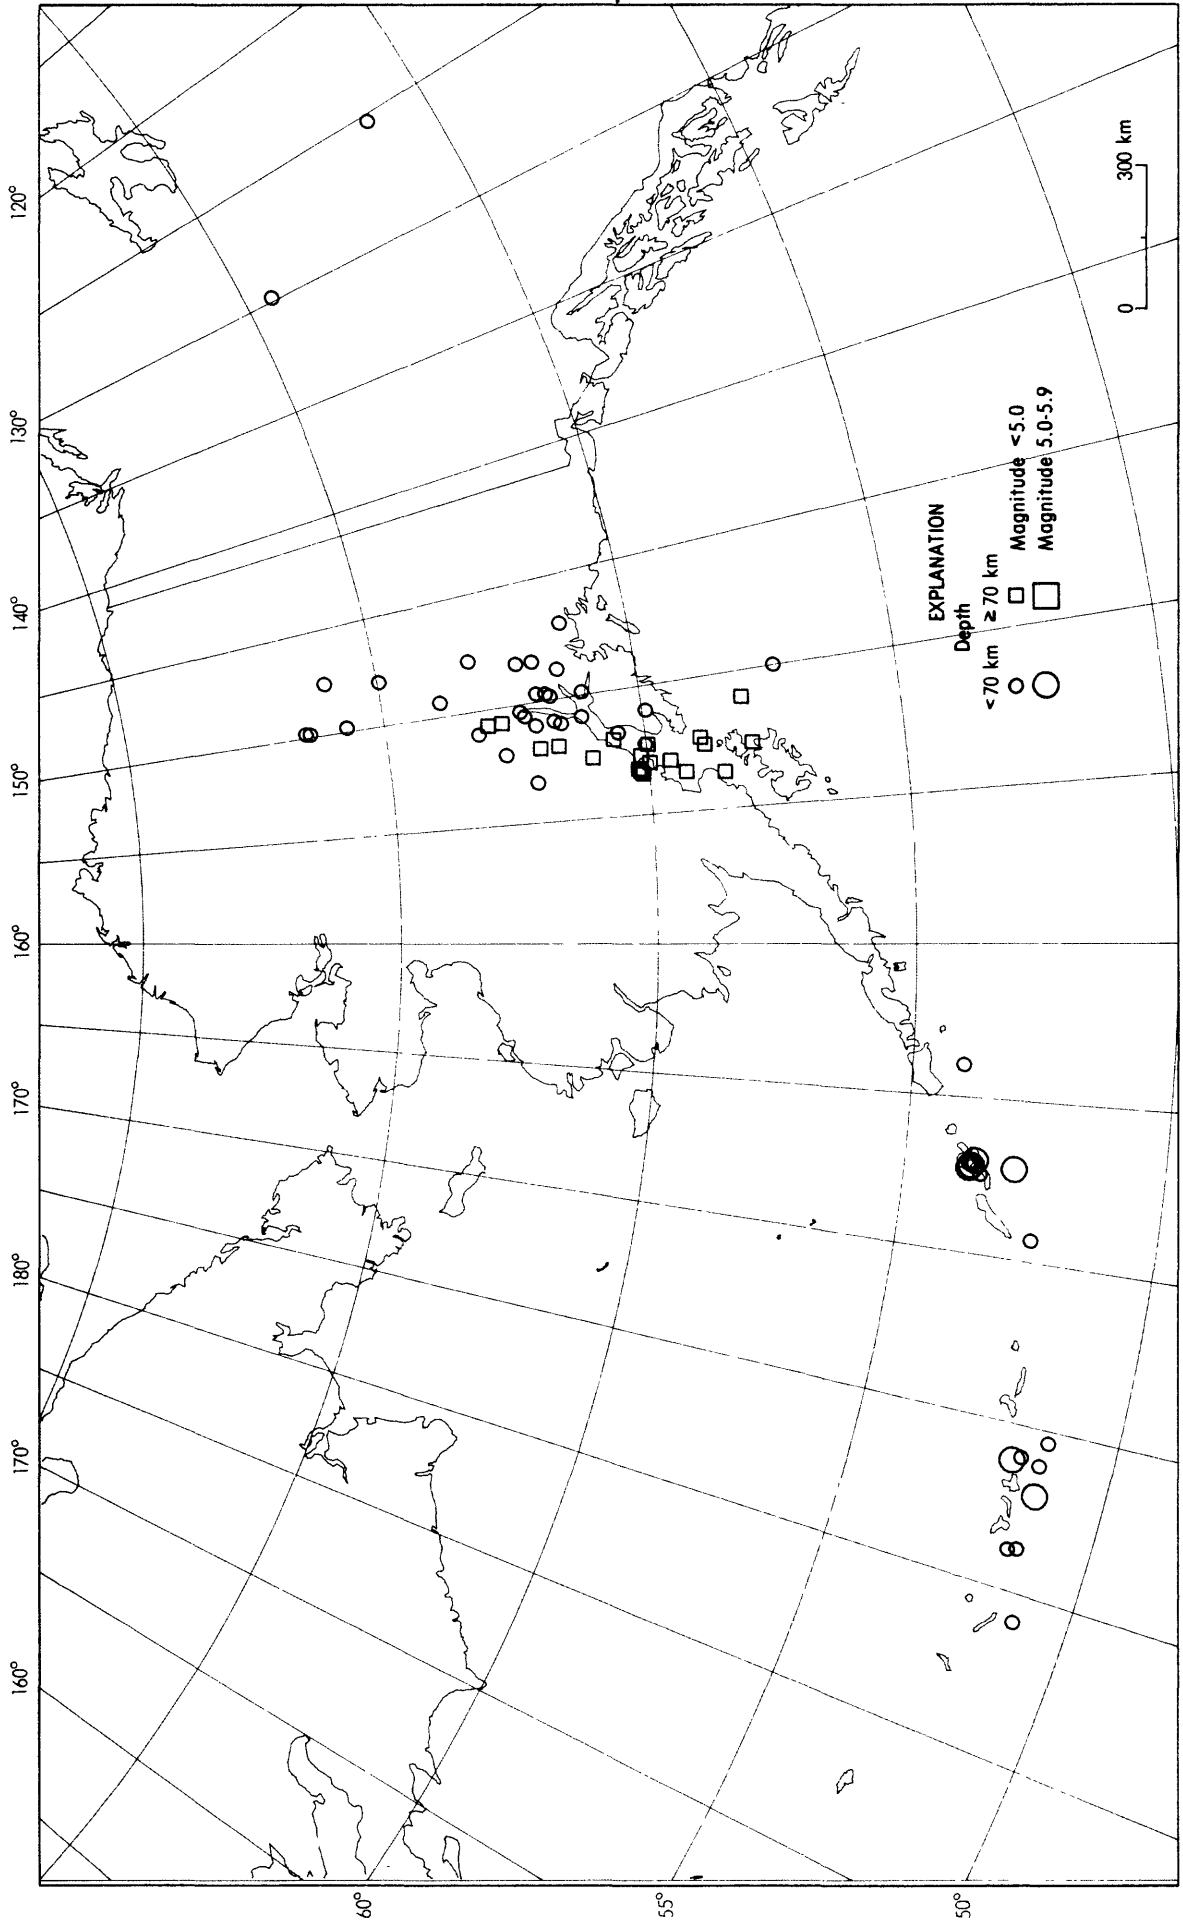 160° 170° 180° 170° 160° 150° 140° 130° 120°
60°
55°
50°
EXPLANATION
Depth
<70 km ≥70 km
Magnitude <5.0
Magnitude 5.0-5.9
0 300 km